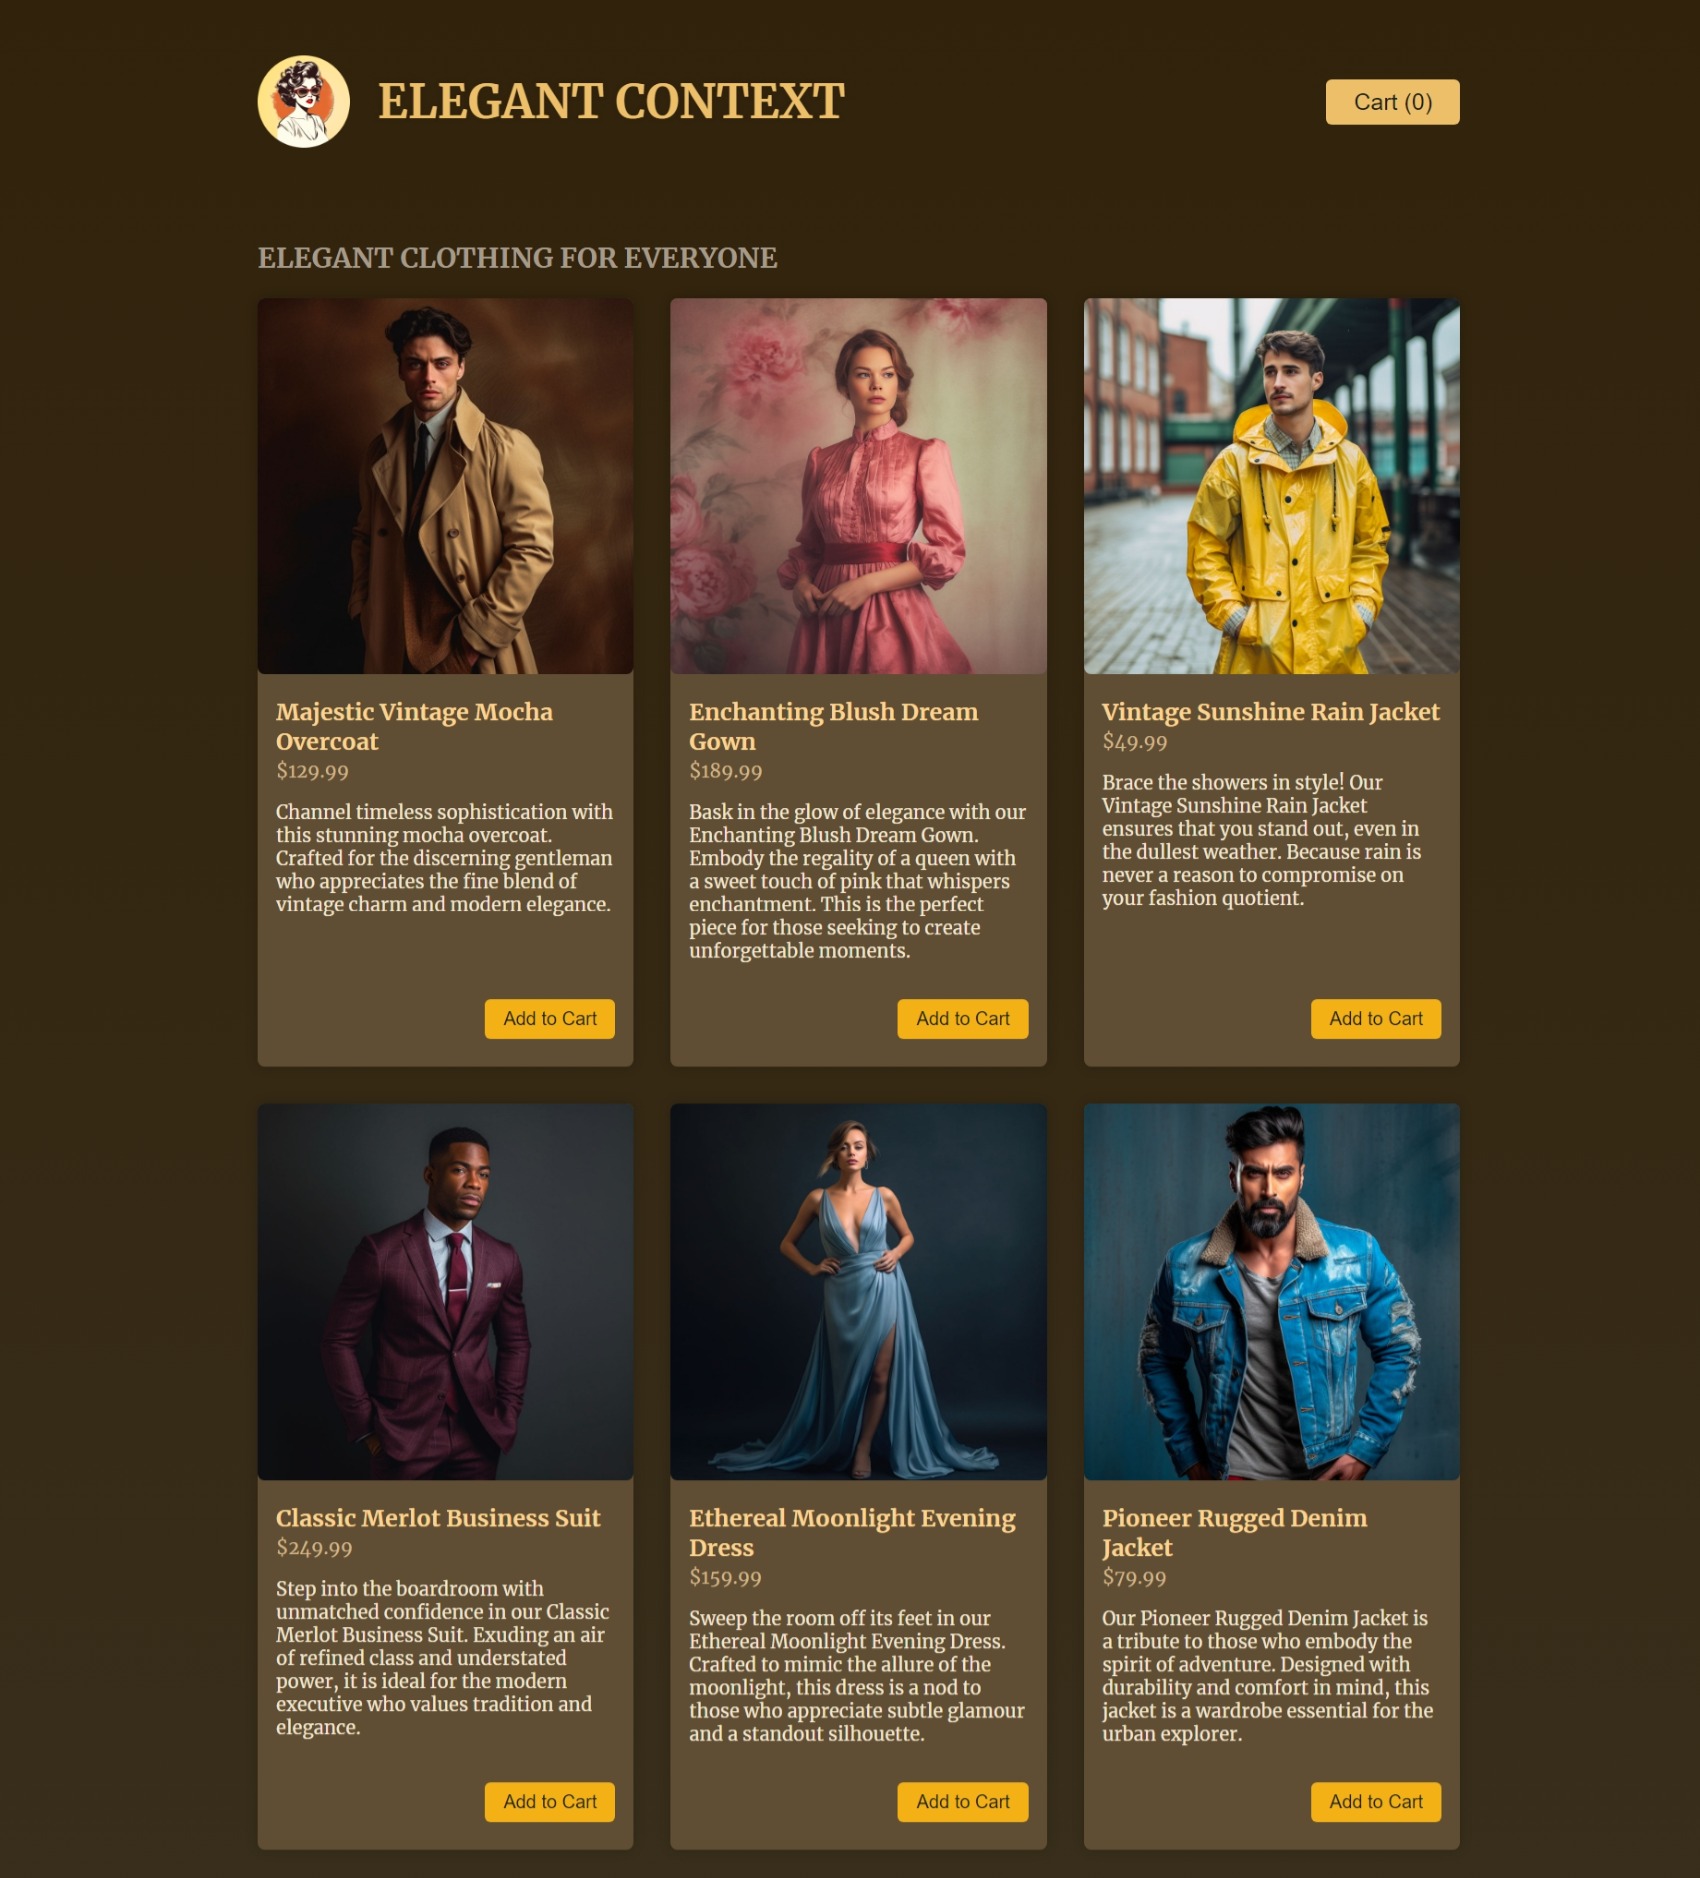 ELEGANT CONTEXT
Cart (0)
ELEGANT CLOTHING FOR EVERYONE
Majestic Vintage Mocha
Overcoat
$129.99
Channel timeless sophistication with
this stunning mocha overcoat.
Crafted for the discerning gentleman
who appreciates the fine blend of
vintage charm and modern elegance.
Add to Cart
Enchanting Blush Dream
Gown
$189.99
Bask in the glow of elegance with our
Enchanting Blush Dream Gown.
Embody the regality of a queen with
a sweet touch of pink that whispers
enchantment. This is the perfect
piece for those seeking to create
unforgettable moments.
Add to Cart
Vintage Sunshine Rain Jacket
$49.99
Brace the showers in style! Our
Vintage Sunshine Rain Jacket
ensures that you stand out, even in
the dullest weather. Because rain is
never a reason to compromise on
your fashion quotient.
Add to Cart
Classic Merlot Business Suit
$249.99
Step into the boardroom with
unmatched confidence in our Classic
Merlot Business Suit. Exuding an air
of refined class and understated
power, it is ideal for the modern
executive who values tradition and
elegance.
Add to Cart
Ethereal Moonlight Evening
Dress
$159.99
Sweep the room off its feet in our
Ethereal Moonlight Evening Dress.
Crafted to mimic the allure of the
moonlight, this dress is a nod to
those who appreciate subtle glamour
and a standout silhouette.
Add to Cart
Pioneer Rugged Denim
Jacket
$79.99
Our Pioneer Rugged Denim Jacket is
a tribute to those who embody the
spirit of adventure. Designed with
durability and comfort in mind, this
jacket is a wardrobe essential for the
urban explorer.
Add to Cart